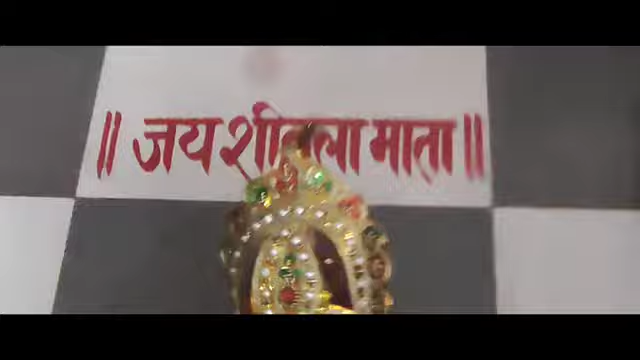 ॥ जय शीतला माता ॥